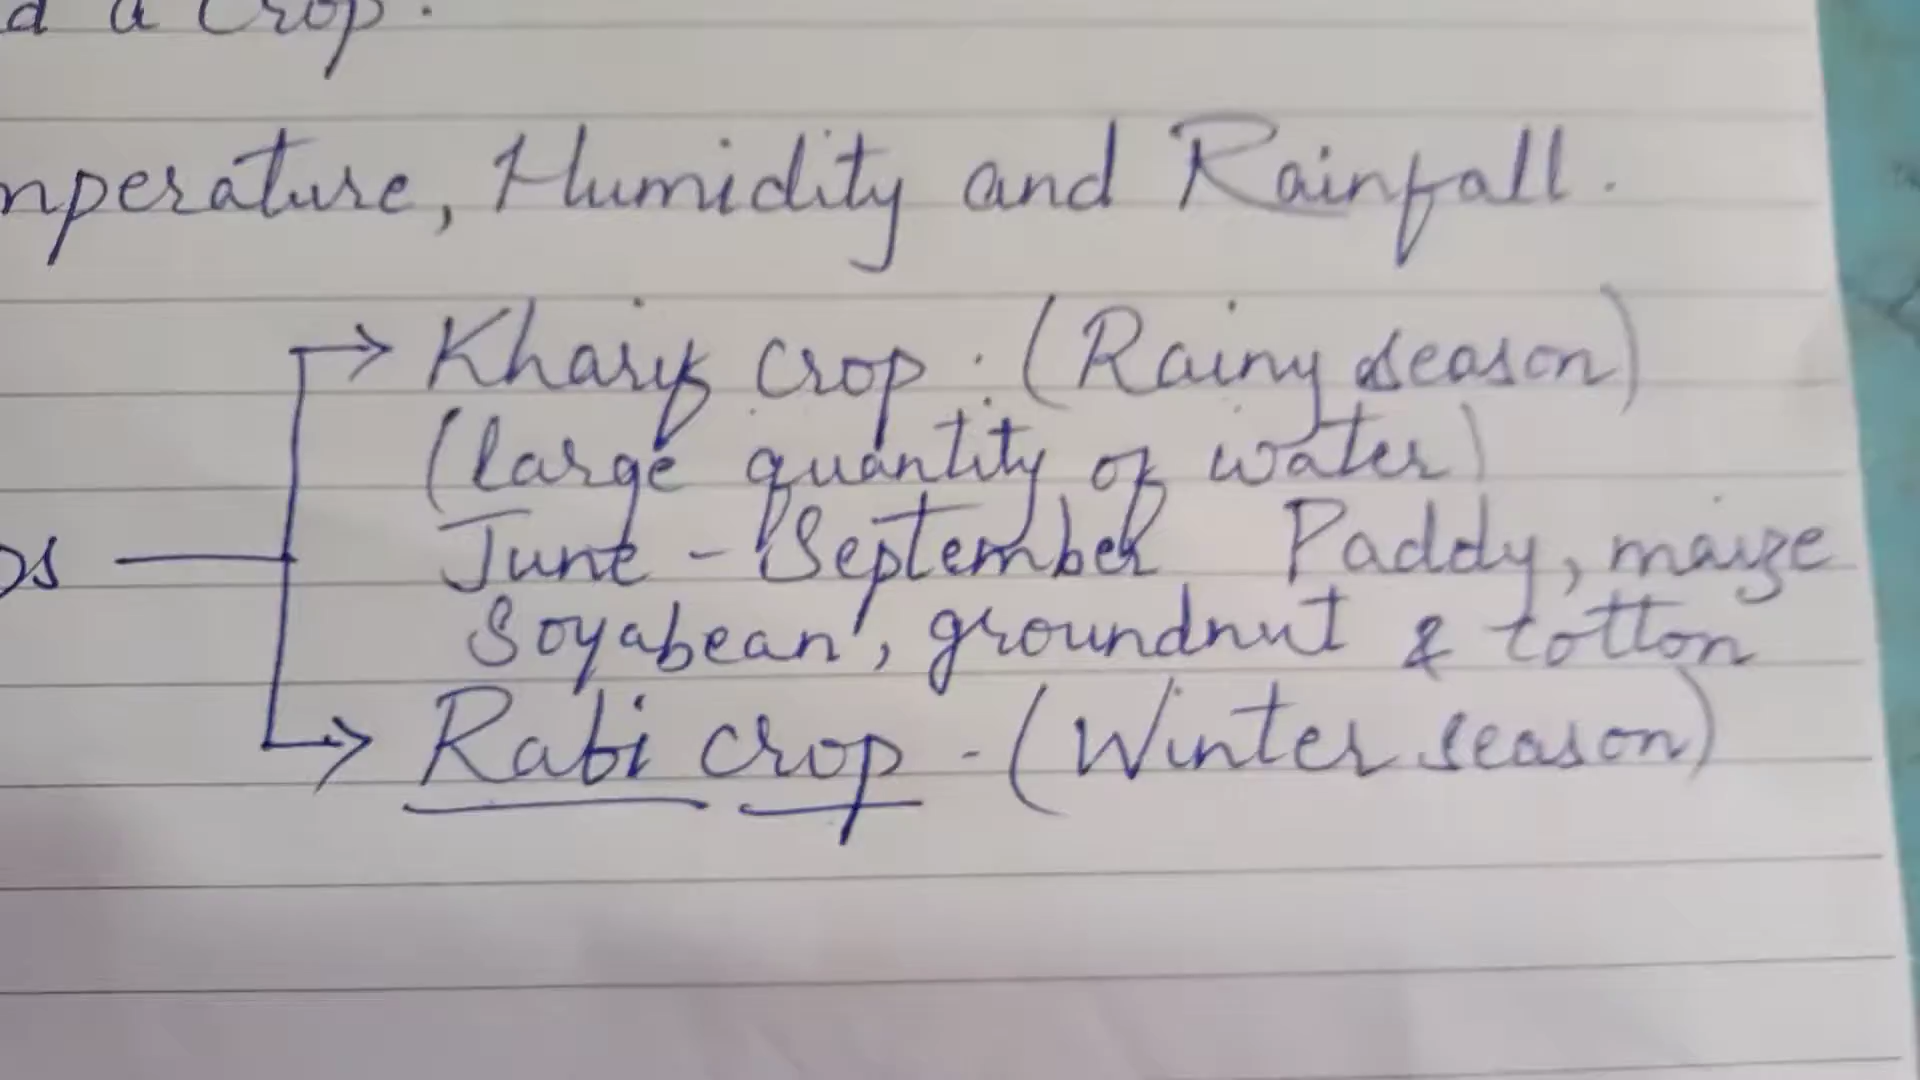 d a Crop.
nperature, Humidity and Rainfall.
Kharif crop. (Rainy season)
(large quantity of water)
June - September Paddy, maize
Soyabean, groundnut & cotton
Rabi crop - (Winter season)